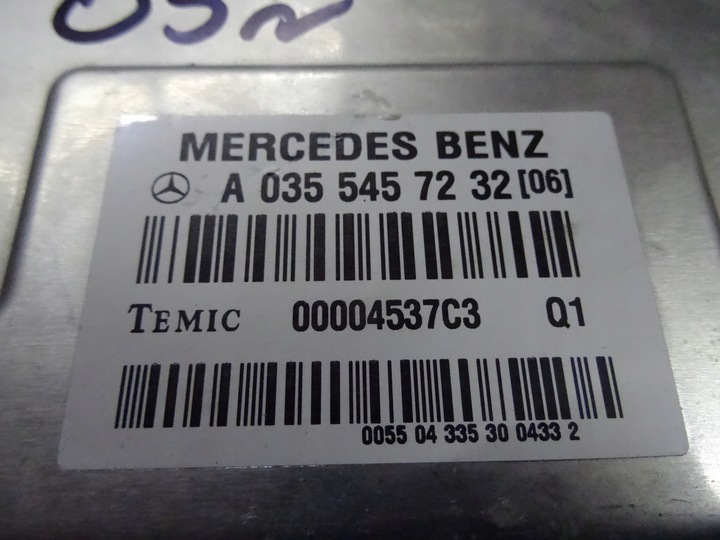 MERCEDES BENZ
A 035 545 72 32 [06]
TEMIC 00004537C3 Q1
0055 04 335 30 0433 2